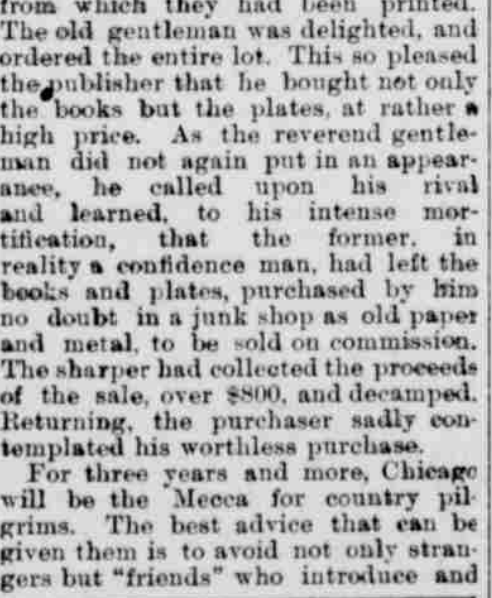 from which they had been printed.
The old gentleman was delighted, and
ordered the entire lot. This so pleased
the publisher that he bought not only
the books but the plates, at rather a
high price. As the reverend gentle-
man did not again put in an appear-
ance, he called upon his rival
and learned, to his intense mor-
tification, that the former, in
reality a confidence man, had left the
books and plates, purchased by him
no doubt in a junk shop as old paper
and metal, to be sold on commission.
The sharper had collected the proceeds
of the sale, over $800, and decamped.
Returning, the purchaser sadly con-
templated his worthless purchase.
For three years and more, Chicago
will be the Mecca for country pil-
grims. The best advice that can be
given them is to avoid not only stran-
gers but "friends" who introduce and